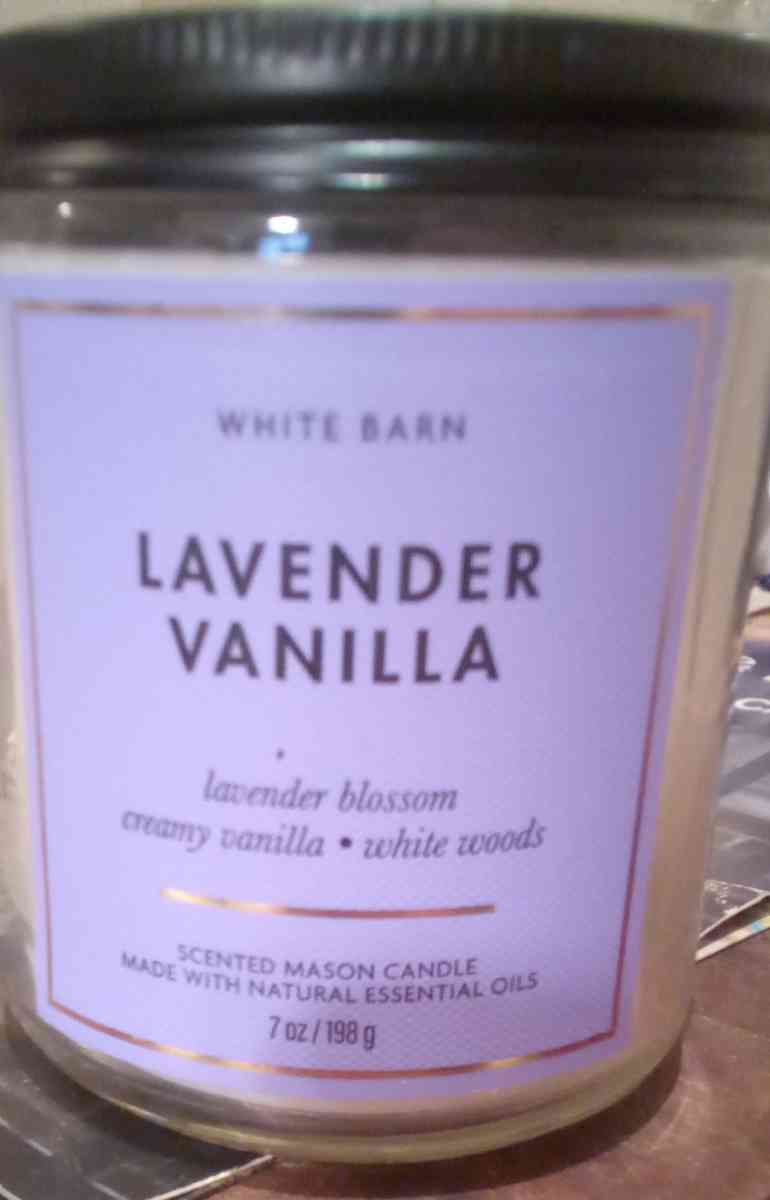 WHITE BARN
LAVENDER
VANILLA
lavender blossom
creamy vanilla • white woods
SCENTED MASON CANDLE
MADE WITH NATURAL ESSENTIAL OILS
7 oz / 198 g